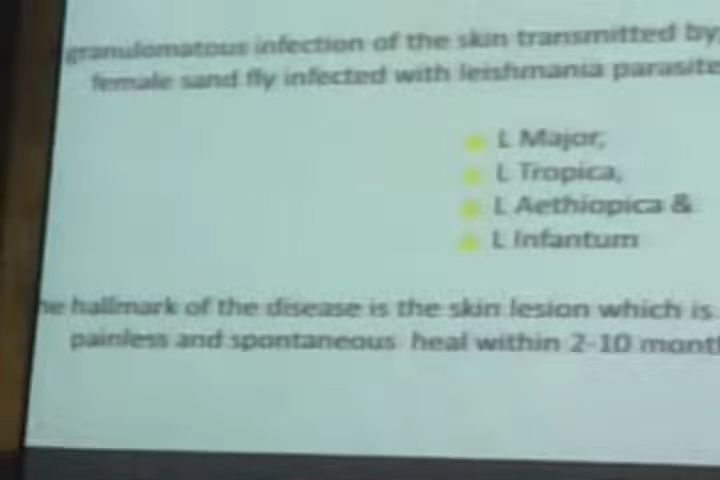 granulomatous infection of the skin transmitted by
female sand fly infected with leishmania parasite
L Major,
L Tropica,
L Aethiopica &
L Infantum
he hallmark of the disease is the skin lesion which is
painless and spontaneous heal within 2-10 mont